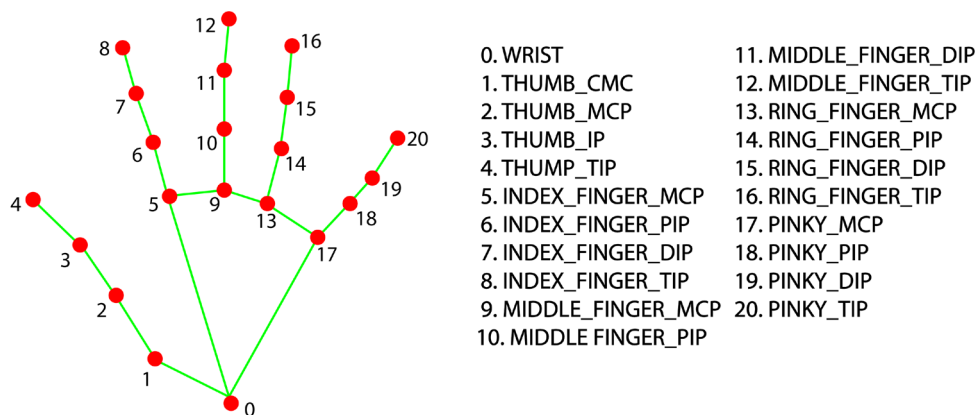 12
8
16
11
7
15
20
10
6
14
19
4
5
9
13
18
3
17
2
1
0
0. WRIST
1. THUMB_CMC
2. THUMB_MCP
3. THUMB_IP
4. THUMP_TIP
5. INDEX_FINGER_MCP
6. INDEX_FINGER_PIP
7. INDEX_FINGER_DIP
8. INDEX_FINGER_TIP
9. MIDDLE_FINGER_MCP
10. MIDDLE FINGER_PIP
11. MIDDLE_FINGER_DIP
12. MIDDLE_FINGER_TIP
13. RING_FINGER_MCP
14. RING_FINGER_PIP
15. RING_FINGER_DIP
16. RING_FINGER_TIP
17. PINKY_MCP
18. PINKY_PIP
19. PINKY_DIP
20. PINKY_TIP